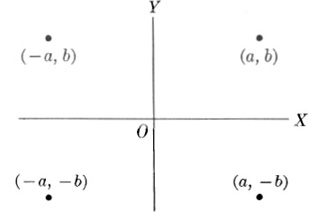 Y
(−a, b) (a, b)
X
O
(−a, −b) (a, −b)